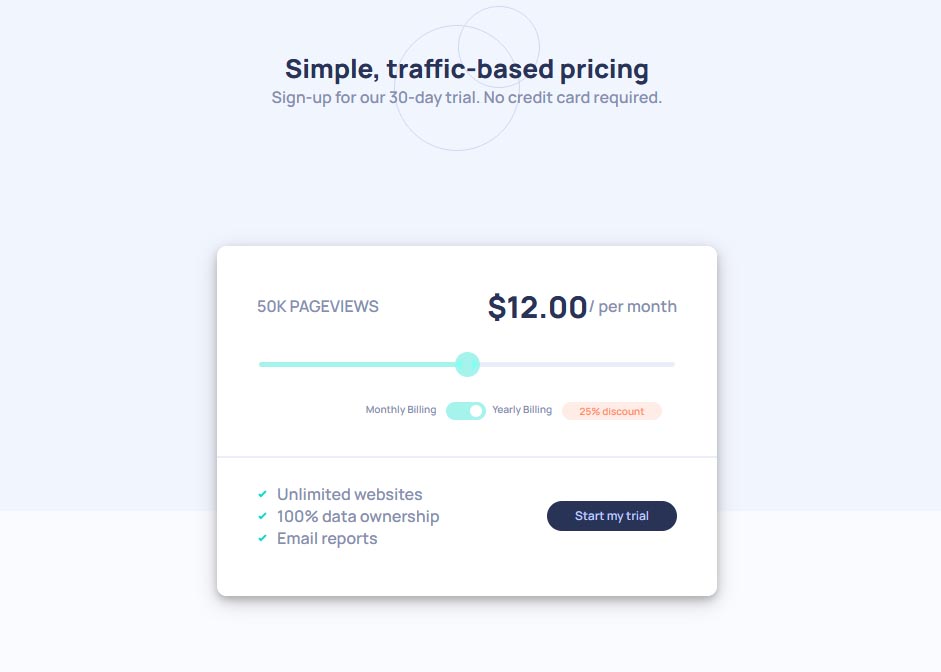 Simple, traffic-based pricing
Sign-up for our 30-day trial. No credit card required.
50K PAGEVIEWS
$12.00/ per month
Monthly Billing
Yearly Billing
25% discount
Unlimited websites
100% data ownership
Email reports
Start my trial